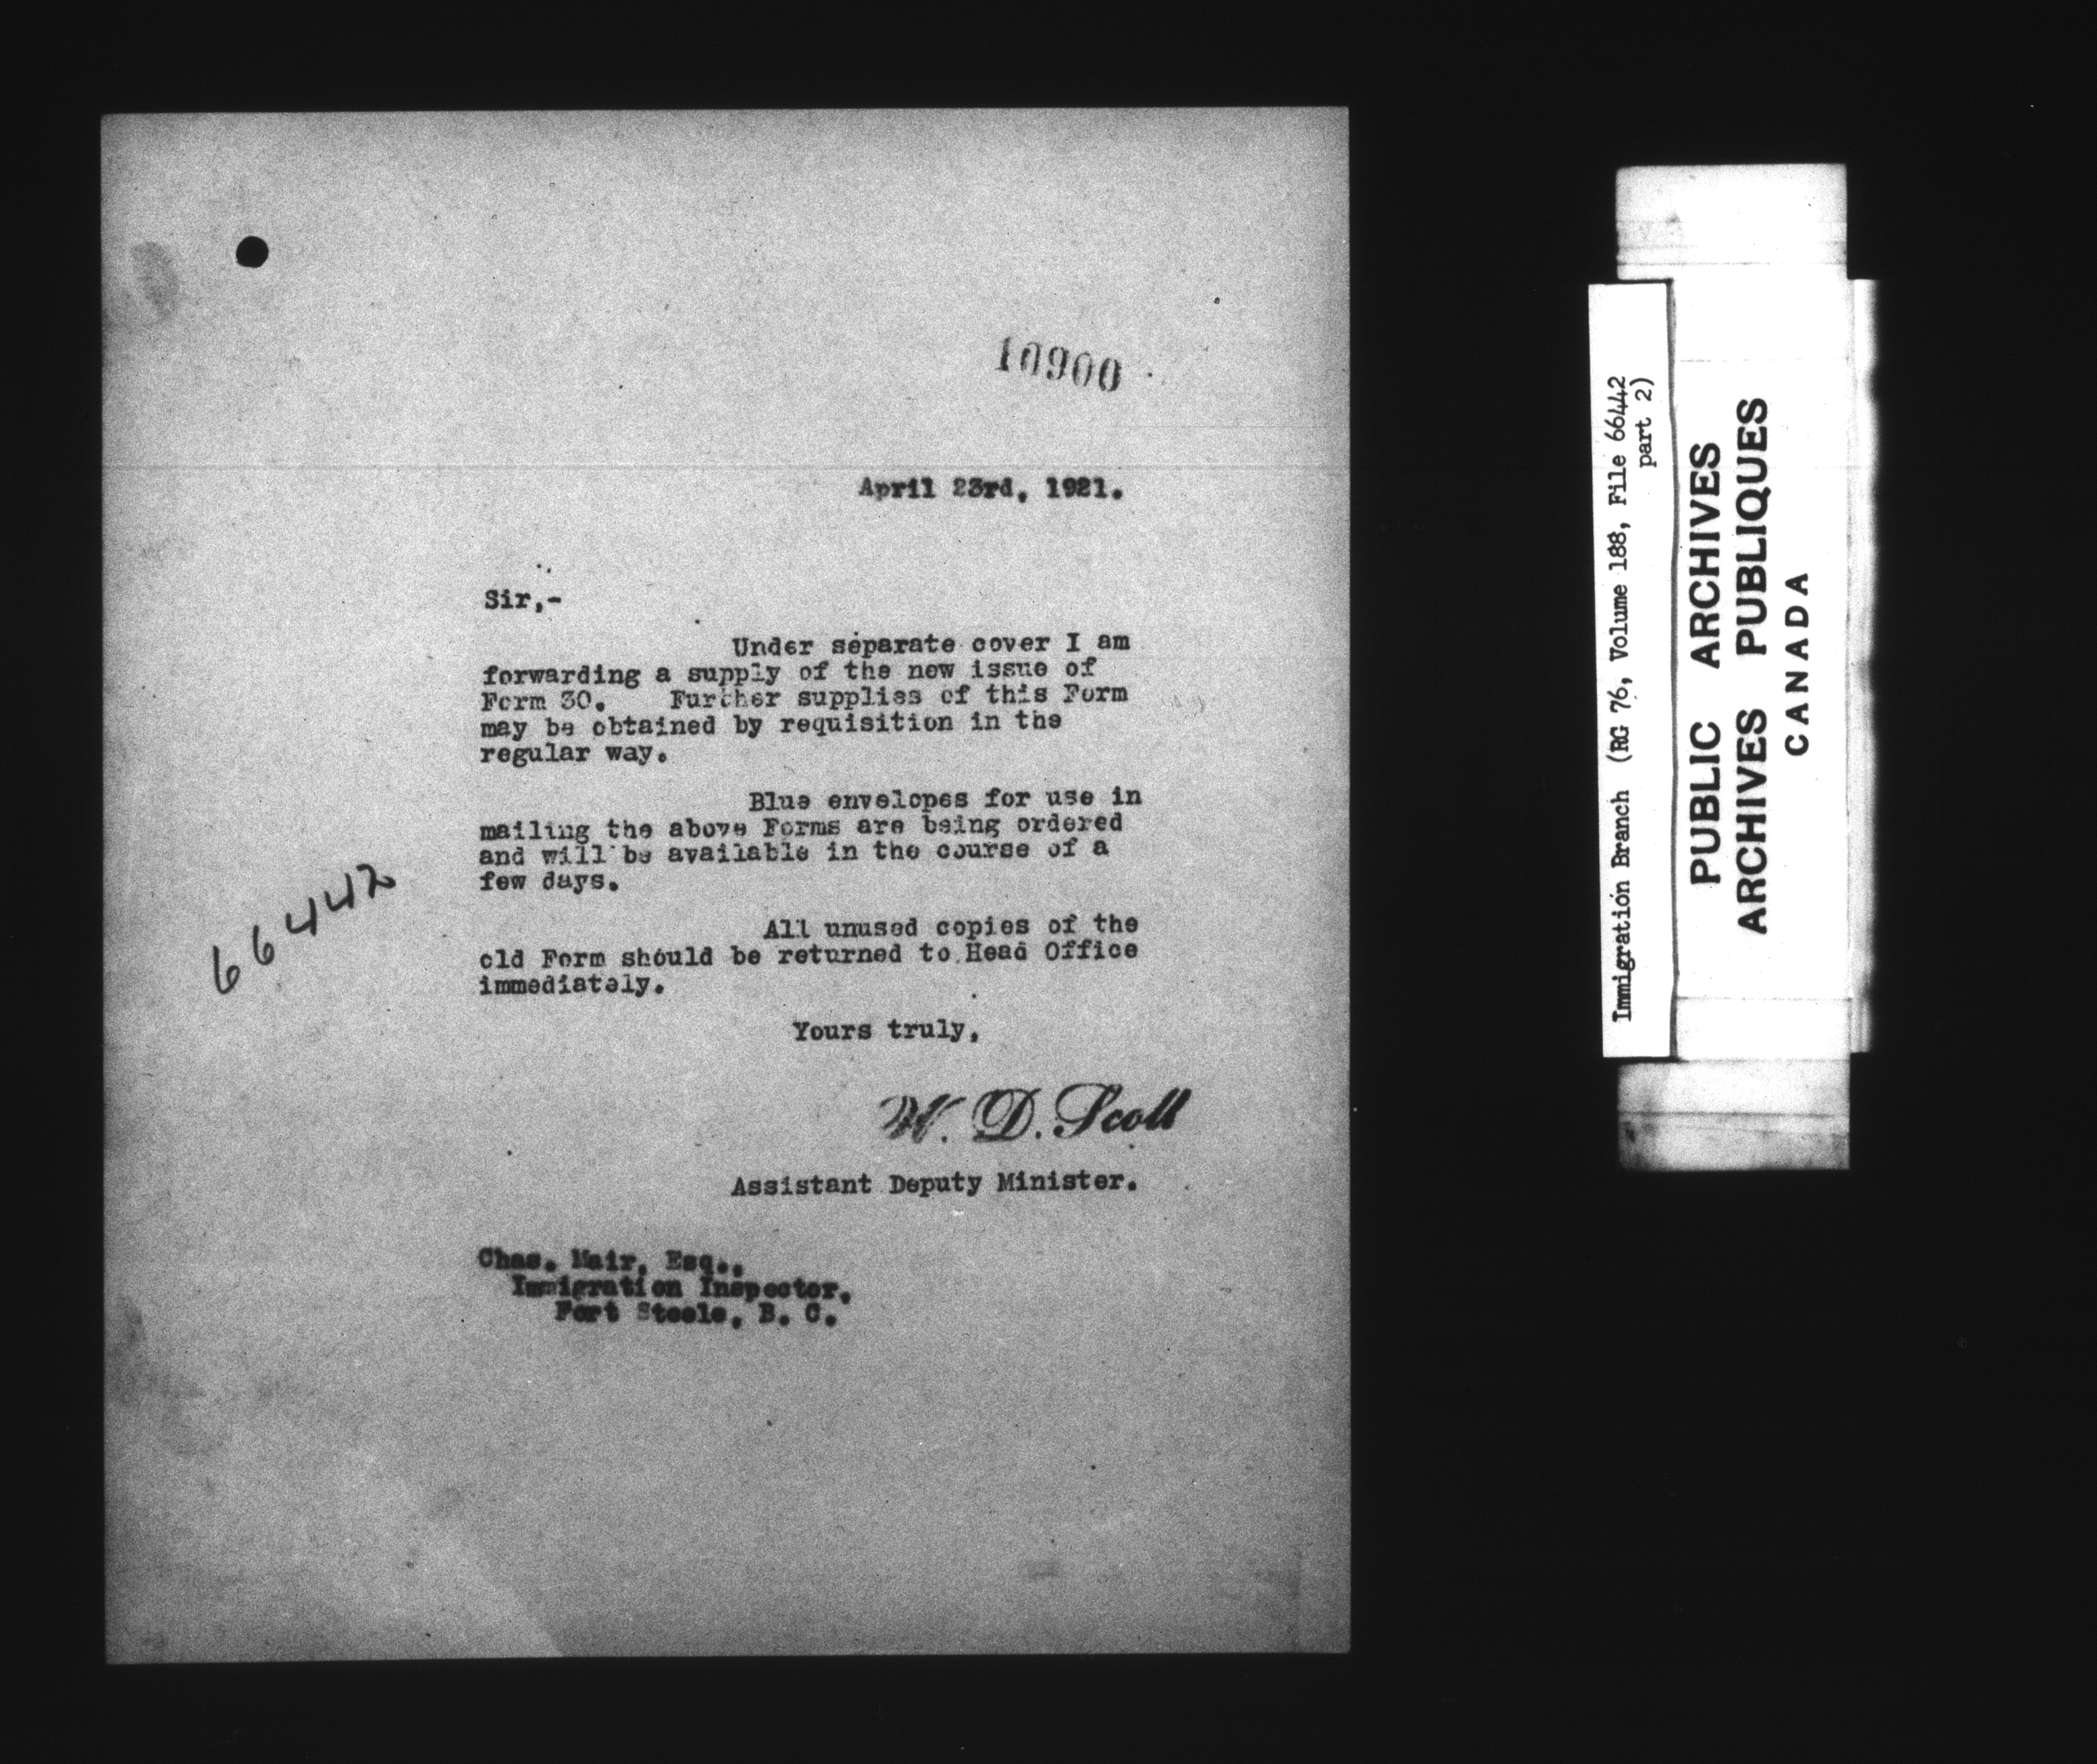 10900
April 23rd, 1921.
Sir,-
Under separate cover I am
forwarding a supply of the new issue of
Form 30. Further supplies of this Form
may be obtained by requisition in the
regular way.
Blue envelopes for use in
mailing the above Forms are being ordered
and will be available in the course of a
few days.
All unused copies of the
old Form should be returned to Head Office
immediately.
66442
Yours truly,
W. D. Scott
Assistant Deputy Minister.
Chas. Mair, Esq.,
Immigration Inspector,
Fort Steele, B. C.
Immigration Branch (RG 76, Volume 188, File 66442
part 2)
PUBLIC ARCHIVES
ARCHIVES PUBLIQUES
CANADA